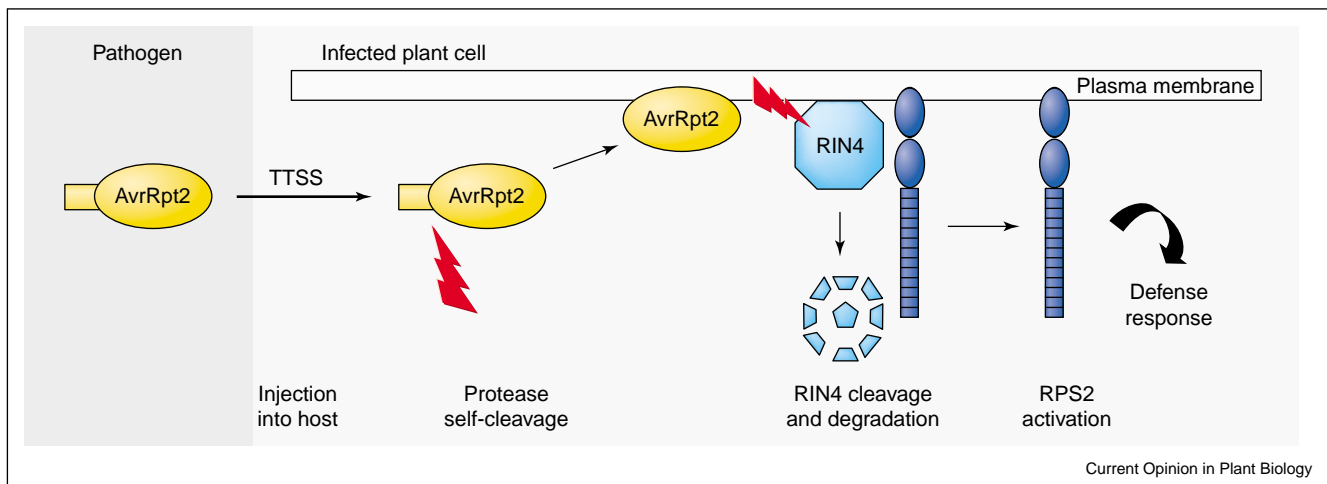 Pathogen
Infected plant cell
Plasma membrane
AvrRpt2
TTSS
AvrRpt2
AvrRpt2
RIN4
Defense
response
Injection
into host
Protease
self-cleavage
RIN4 cleavage
and degradation
RPS2
activation
Current Opinion in Plant Biology